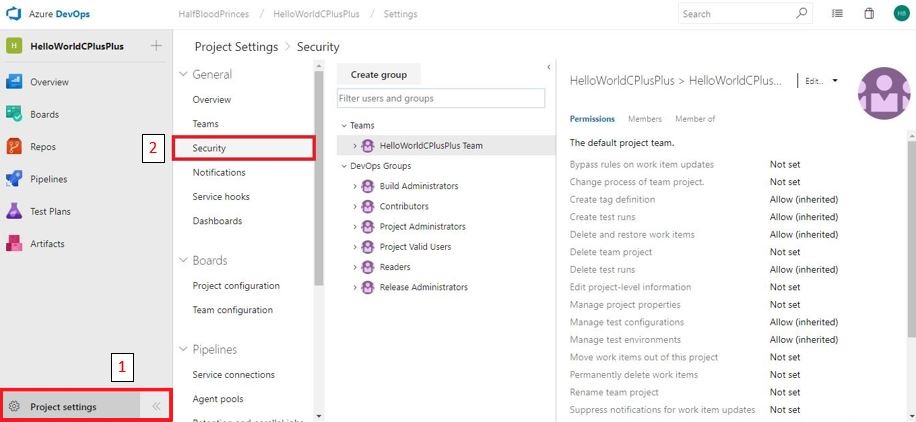 Azure DevOps
HalfBloodPrinces / HelloWorldCPlusPlus / Settings
Search
HB
H HelloWorldCPlusPlus +
Overview
Boards
Repos
Pipelines
Test Plans
Artifacts
1
Project settings
2
Project Settings > Security
General
Overview
Teams
Security
Notifications
Service hooks
Dashboards
Boards
Project configuration
Team configuration
Pipelines
Service connections
Agent pools
Create group
Filter users and groups
Teams
HelloWorldCPlusPlus Team
DevOps Groups
Build Administrators
Contributors
Project Administrators
Project Valid Users
Readers
Release Administrators
HelloWorldCPlusPlus > HelloWorldCPlus... Edit...
Permissions Members Member of
The default project team.
Bypass rules on work item updates Not set
Change process of team project. Not set
Create tag definition Allow (inherited)
Create test runs Allow (inherited)
Delete and restore work items Allow (inherited)
Delete team project Not set
Delete test runs Allow (inherited)
Edit project-level information Not set
Manage project properties Not set
Manage test configurations Allow (inherited)
Manage test environments Allow (inherited)
Move work items out of this project Not set
Permanently delete work items Not set
Rename team project Not set
Suppress notifications for work item updates Not set